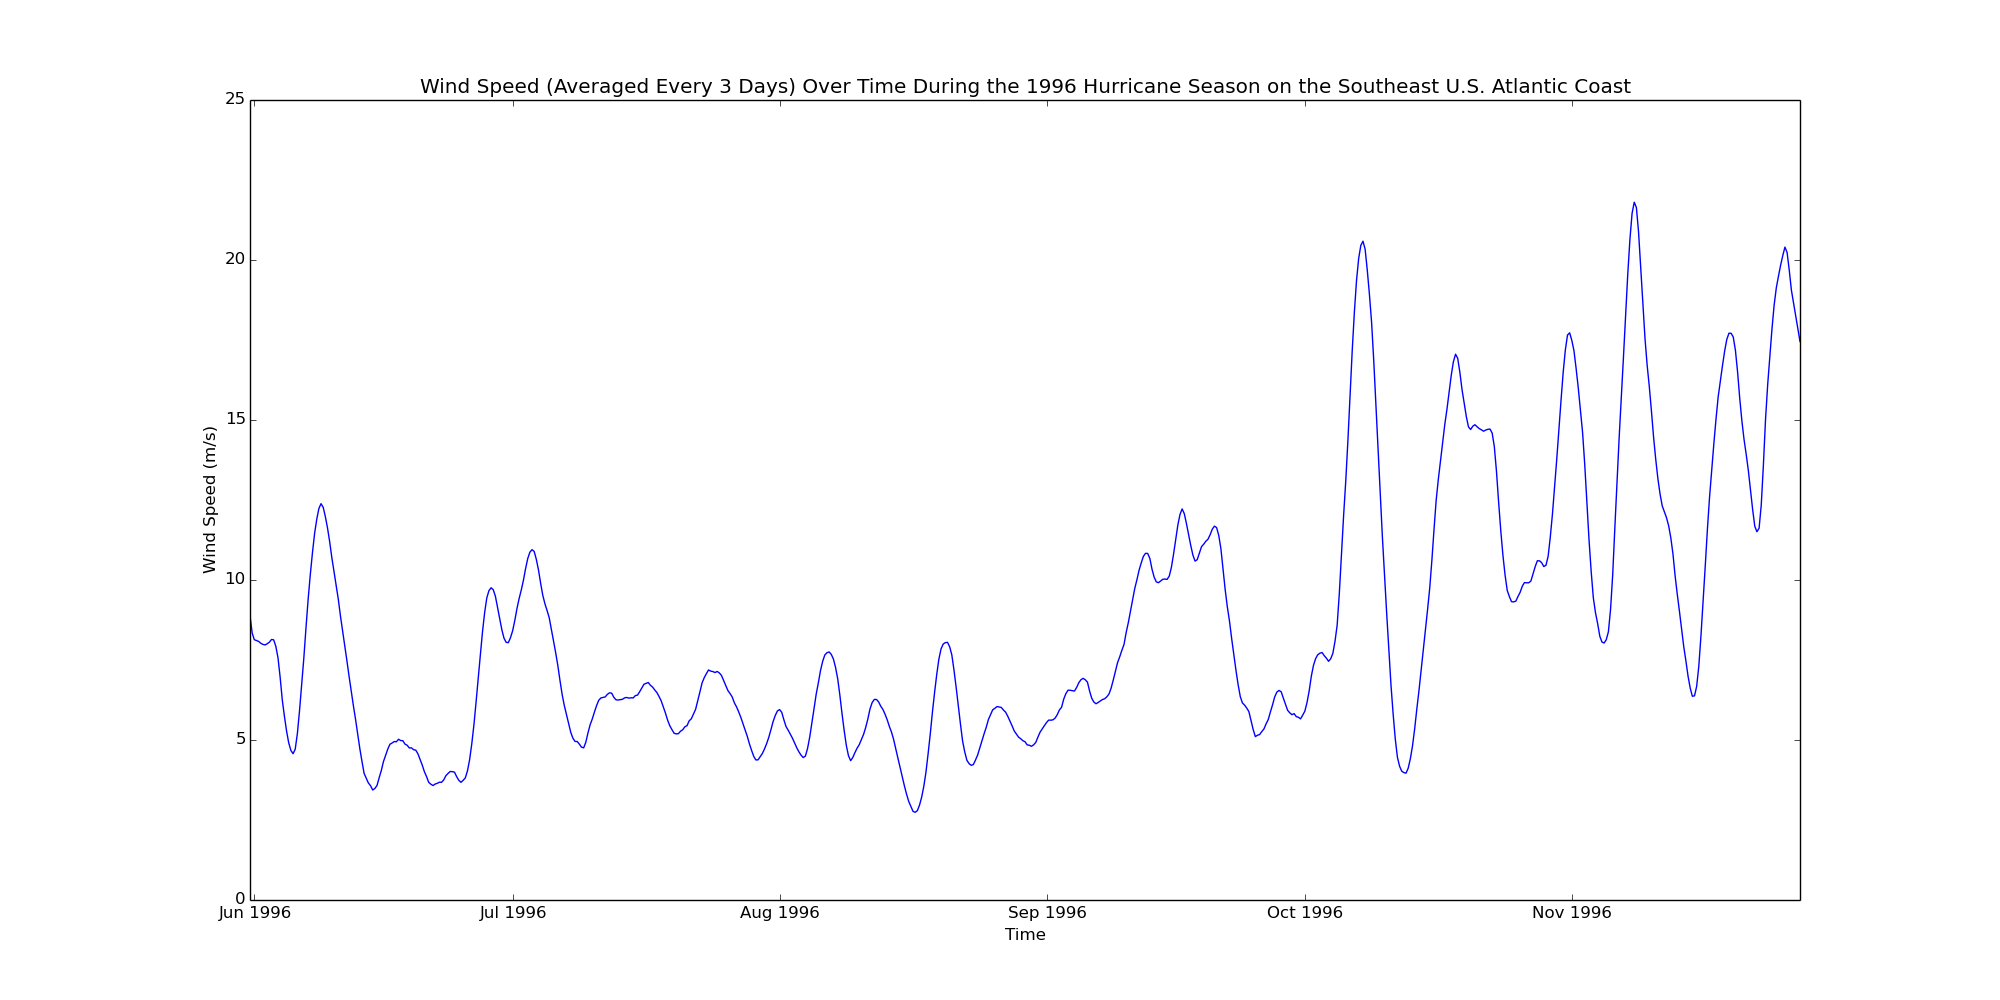 Wind Speed (Averaged Every 3 Days) Over Time During the 1996 Hurricane Season on the Southeast U.S. Atlantic Coast
25
20
15
10
5
0
Wind Speed (m/s)
Jun 1996 Jul 1996 Aug 1996 Sep 1996 Oct 1996 Nov 1996
Time